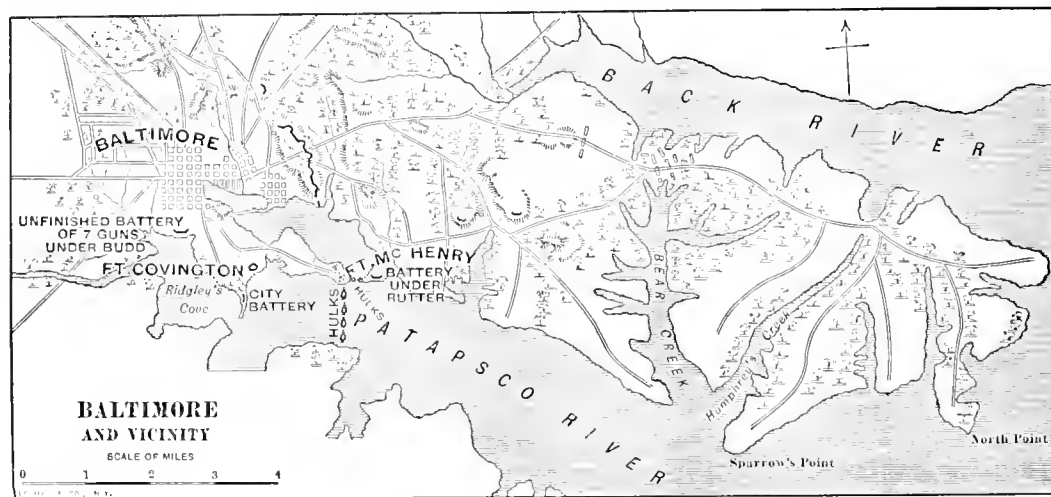 BACK RIVER
BALTIMORE
UNFINISHED BATTERY
OF 7 GUNS
UNDER BUDD
FT. COVINGTON
Ridgley's
Cove
CITY
BATTERY
FT. MC HENRY
BATTERY
UNDER
RUTTER
HULKS
HULKS
PATAPSCO RIVER
BEAR CREEK
Humphrey's Creek
North Point
Sparrow's Point
BALTIMORE
AND VICINITY
SCALE OF MILES
0 1 2 3 4